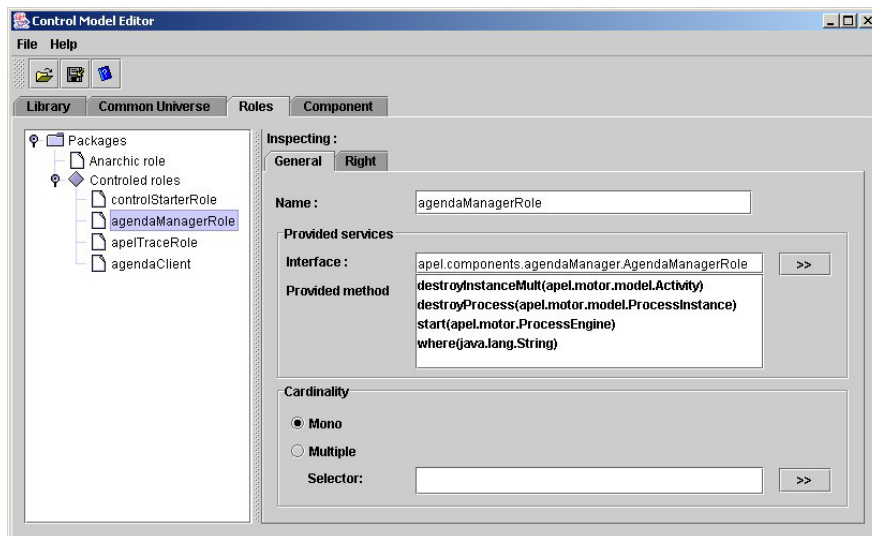 Control Model Editor
File Help
Library Common Universe Roles Component
Packages
Anarchic role
Controled roles
controlStarterRole
agendaManagerRole
apelTraceRole
agendaClient
Inspecting :
General Right
Name : agendaManagerRole
Provided services
Interface : apel.components.agendaManager.AgendaManagerRole >>
Provided method
destroyInstanceMult(apel.motor.model.Activity)
destroyProcess(apel.motor.model.ProcessInstance)
start(apel.motor.ProcessEngine)
where(java.lang.String)
Cardinality
Mono
Multiple
Selector: >>